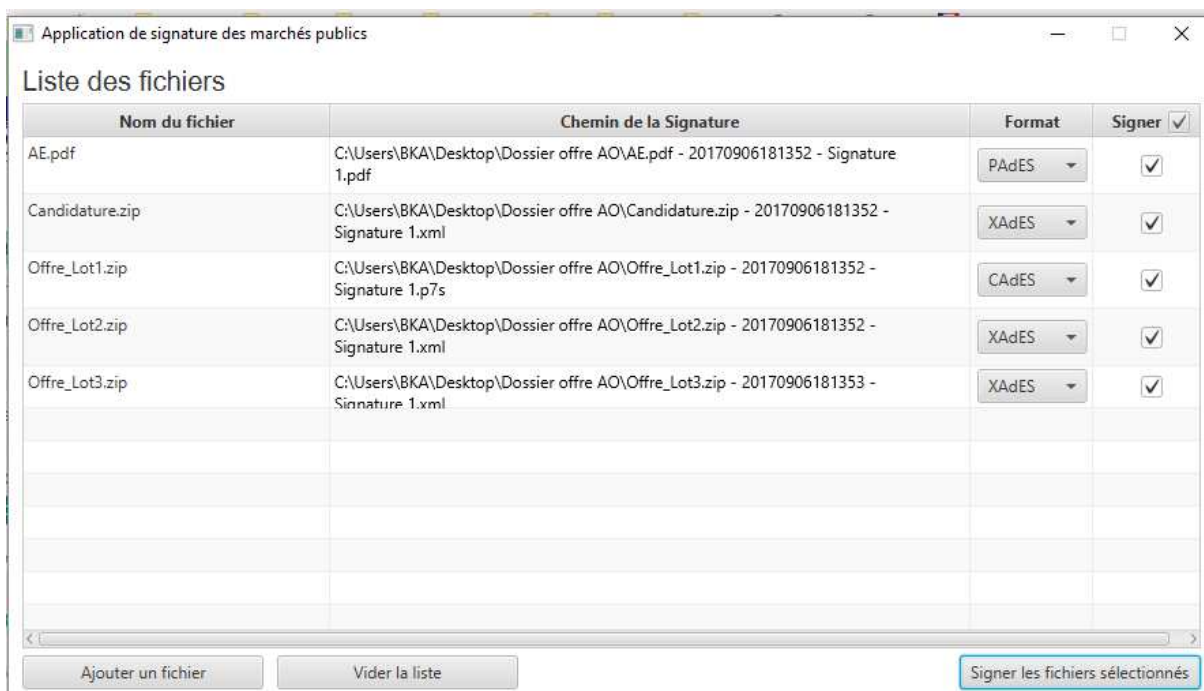 Application de signature des marchés publics
Liste des fichiers
Nom du fichier
Chemin de la Signature
Format
Signer
AE.pdf
C:\Users\BKA\Desktop\Dossier offre AO\AE.pdf - 20170906181352 - Signature
1.pdf
PAdES
Candidature.zip
C:\Users\BKA\Desktop\Dossier offre AO\Candidature.zip - 20170906181352 -
Signature 1.xml
XAdES
Offre_Lot1.zip
C:\Users\BKA\Desktop\Dossier offre AO\Offre_Lot1.zip - 20170906181352 -
Signature 1.p7s
CAdES
Offre_Lot2.zip
C:\Users\BKA\Desktop\Dossier offre AO\Offre_Lot2.zip - 20170906181352 -
Signature 1.xml
XAdES
Offre_Lot3.zip
C:\Users\BKA\Desktop\Dossier offre AO\Offre_Lot3.zip - 20170906181353 -
Signature 1.xml
XAdES
Ajouter un fichier
Vider la liste
Signer les fichiers sélectionnés